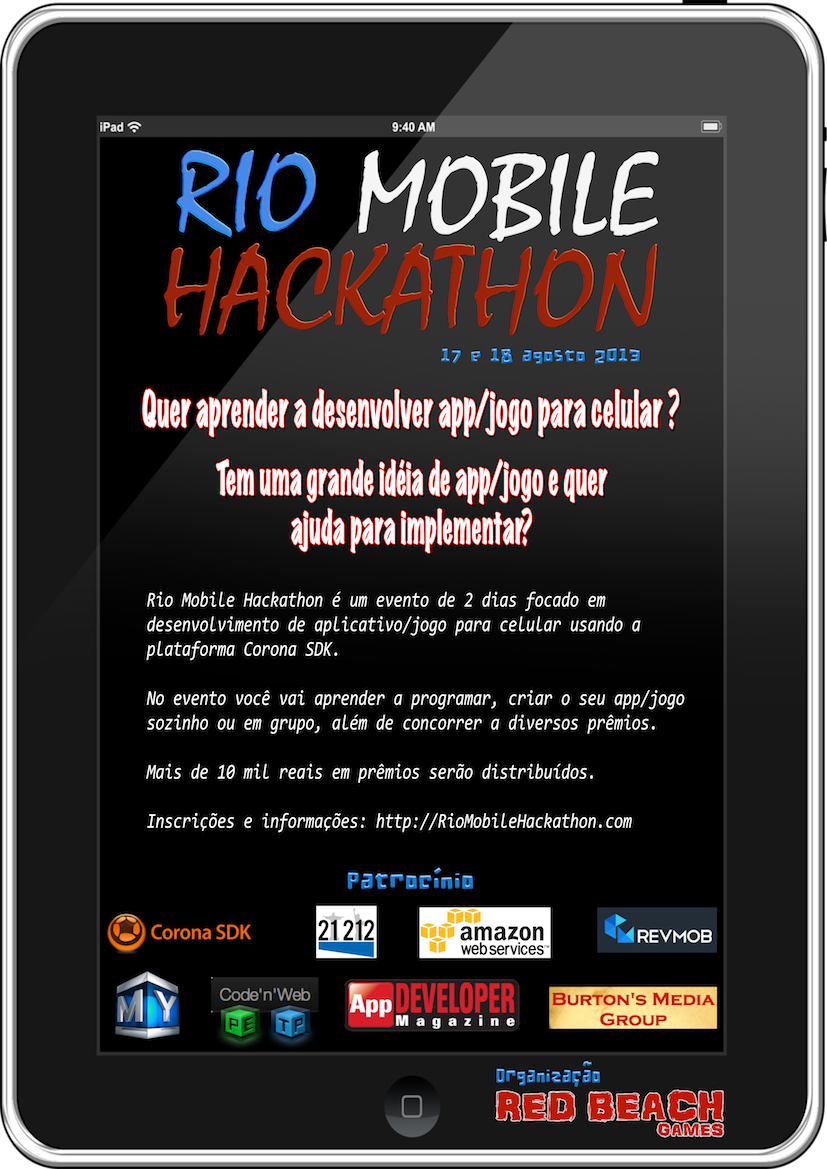 iPad 9:40 AM
RIO MOBILE
HACKATHON
17 e 18 agosto 2013
Quer aprender a desenvolver app/jogo para celular ?
Tem uma grande idéia de app/jogo e quer
ajuda para implementar?
Rio Mobile Hackathon é um evento de 2 dias focado em
desenvolvimento de aplicativo/jogo para celular usando a
plataforma Corona SDK.
No evento você vai aprender a programar, criar o seu app/jogo
sozinho ou em grupo, além de concorrer a diversos prêmios.
Mais de 10 mil reais em prêmios serão distribuídos.
Inscrições e informações: http://RioMobileHackathon.com
Patrocínio
Corona SDK
21 212
amazon
web services™
REVMOB
MY
Code'n'Web
PE TP
App DEVELOPER
Magazine
BURTON'S MEDIA
GROUP
Organização
RED BEACH
GAMES